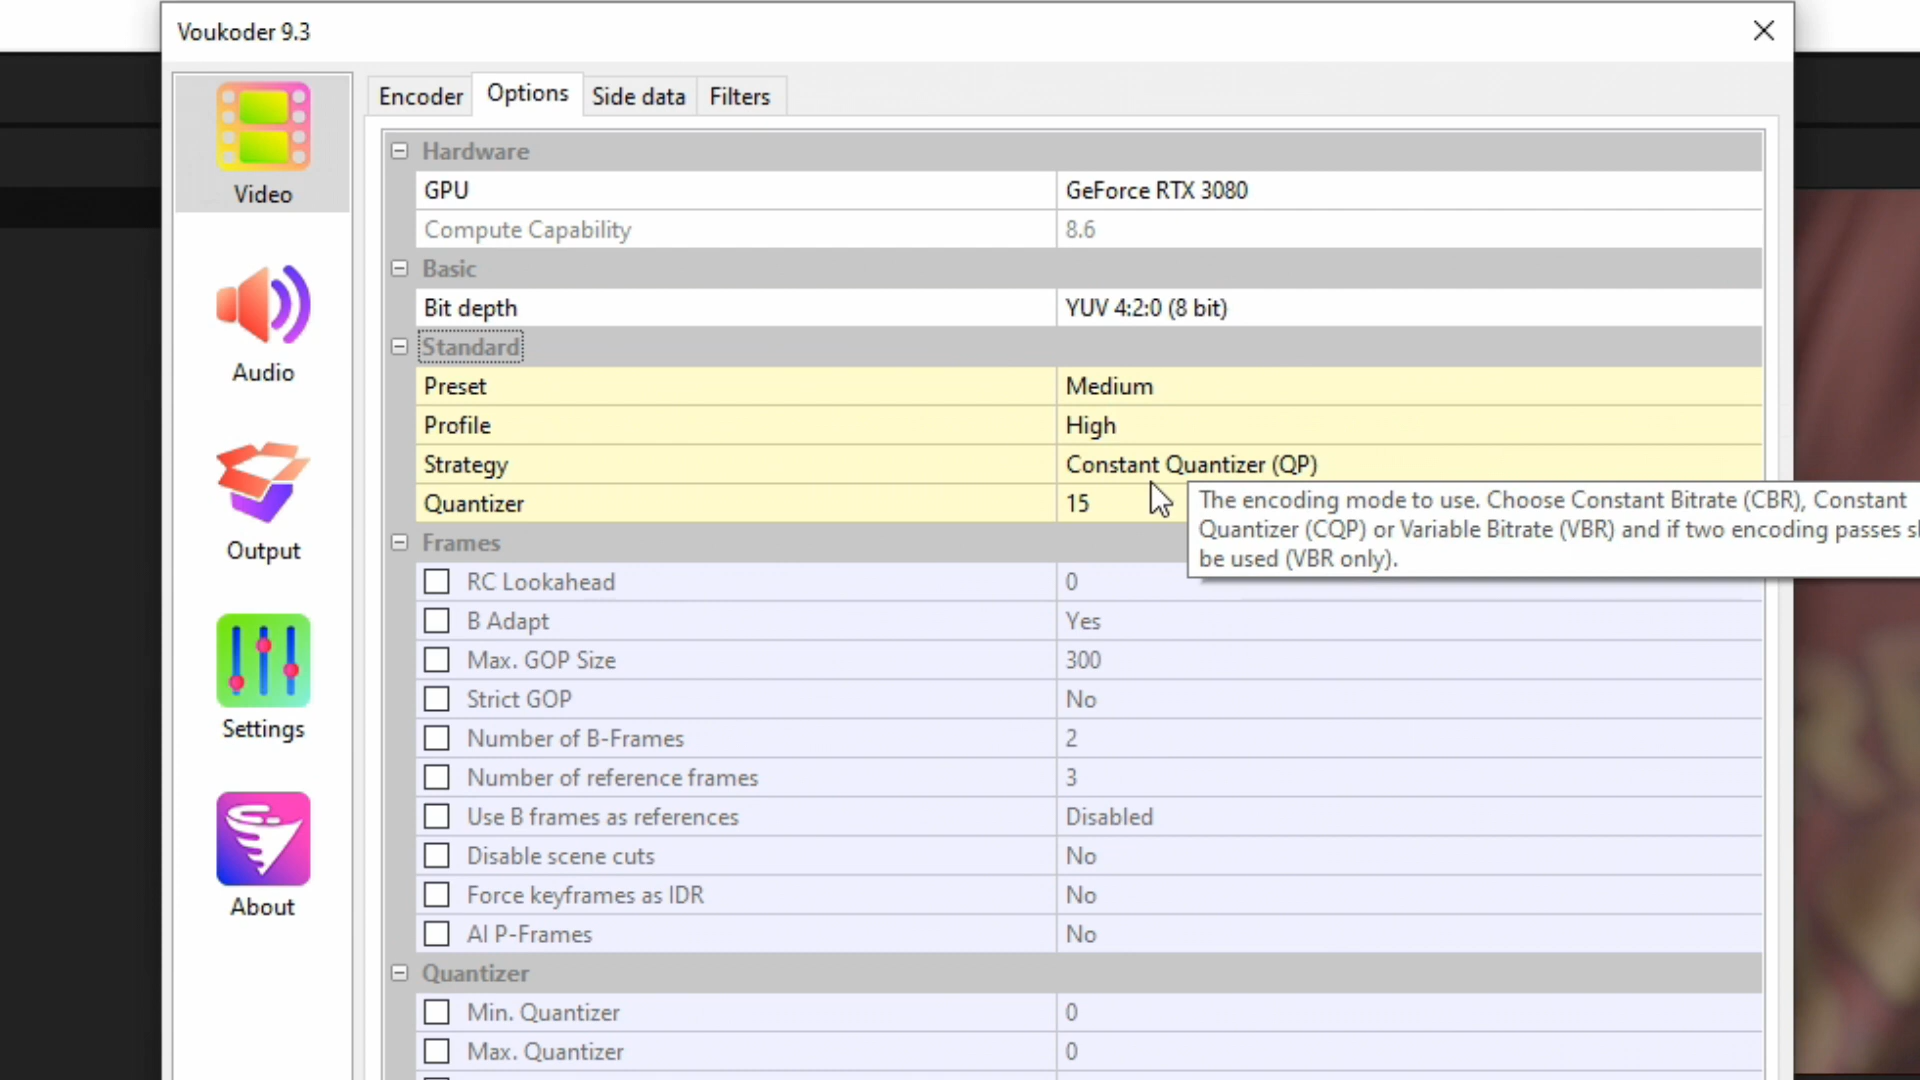 Voukoder 9.3
Video
Audio
Output
Settings
About
Encoder
Options
Side data
Filters
Hardware
GPU
GeForce RTX 3080
Compute Capability
8.6
Basic
Bit depth
YUV 4:2:0 (8 bit)
Standard
Preset
Medium
Profile
High
Strategy
Constant Quantizer (QP)
Quantizer
15
The encoding mode to use. Choose Constant Bitrate (CBR), Constant
Quantizer (CQP) or Variable Bitrate (VBR) and if two encoding passes
be used (VBR only).
Frames
RC Lookahead
0
B Adapt
Yes
Max. GOP Size
300
Strict GOP
No
Number of B-Frames
2
Number of reference frames
3
Use B frames as references
Disabled
Disable scene cuts
No
Force keyframes as IDR
No
AI P-Frames
No
Quantizer
Min. Quantizer
0
Max. Quantizer
0